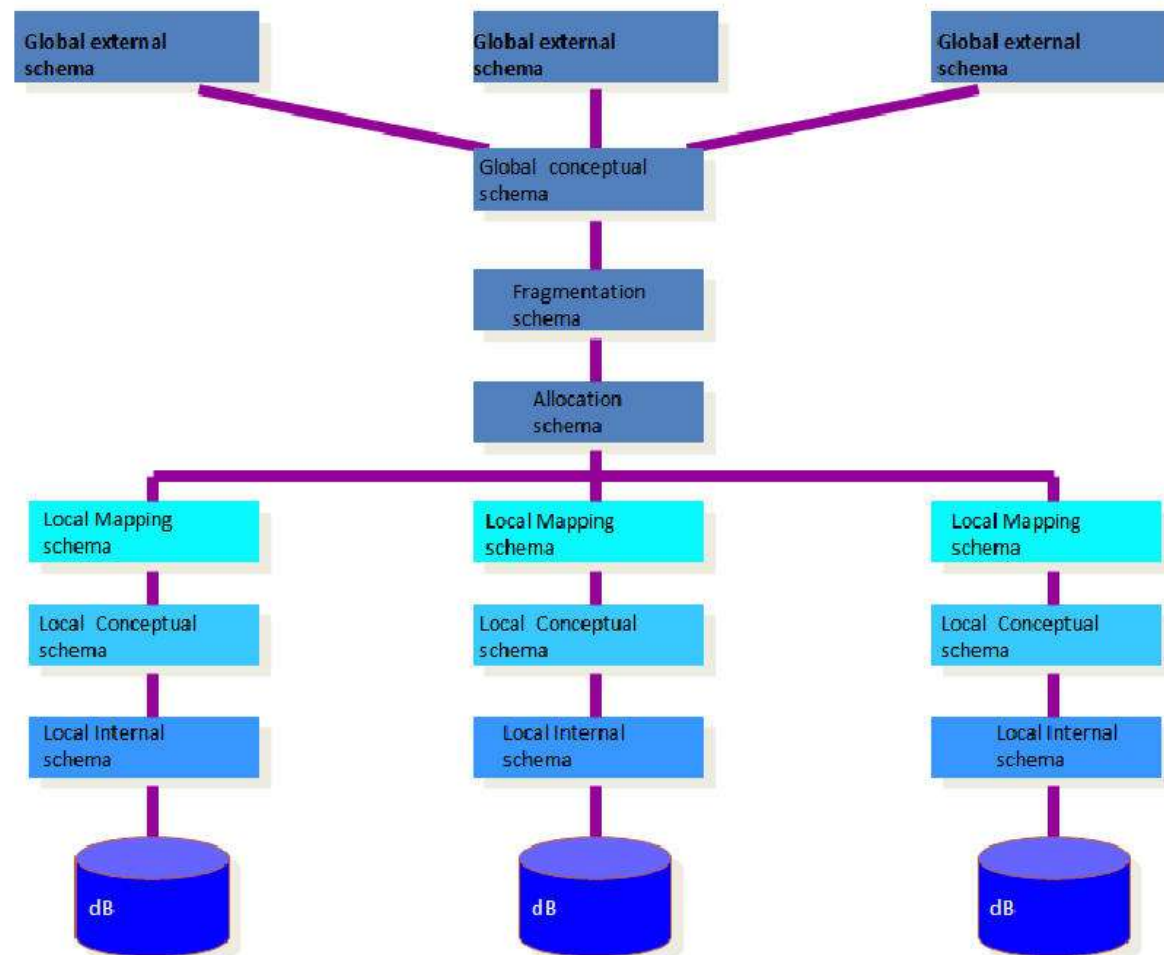 Global external
schema
Global external
schema
Global external
schema
Global conceptual
schema
Fragmentation
schema
Allocation
schema
Local Mapping
schema
Local Mapping
schema
Local Mapping
schema
Local Conceptual
schema
Local Conceptual
schema
Local Conceptual
schema
Local Internal
schema
Local Internal
schema
Local Internal
schema
dB
dB
dB